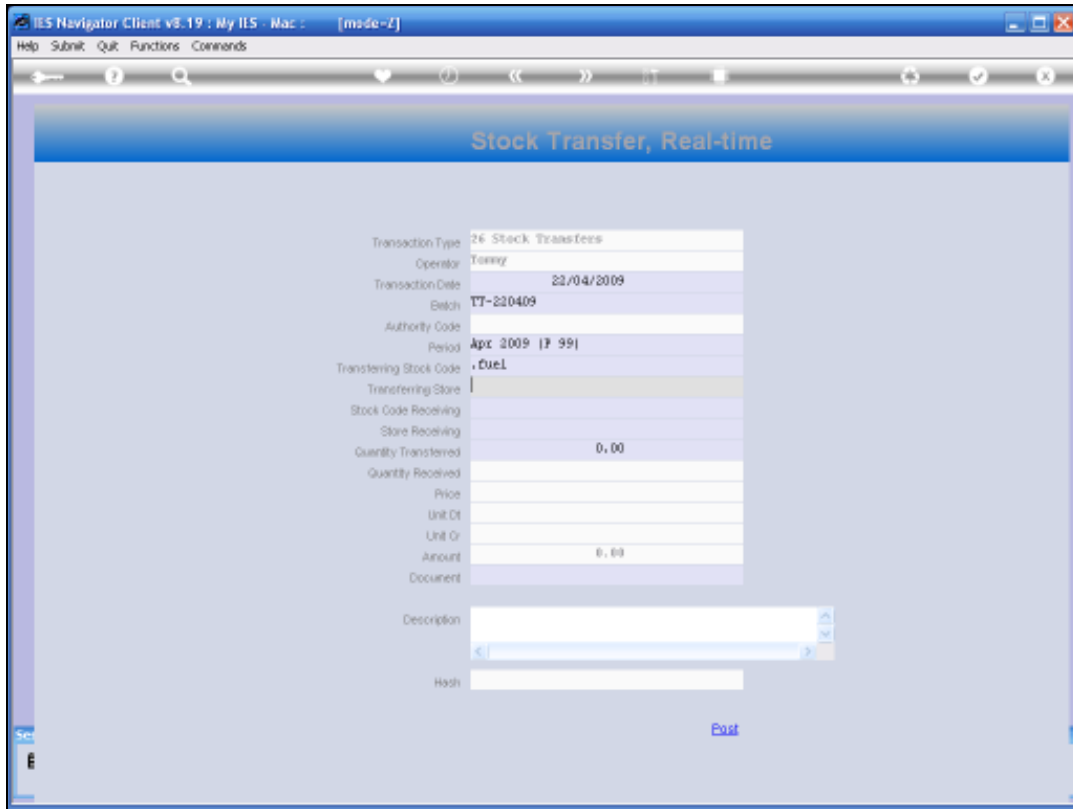 IES Navigator Client v8.19 : My IES - Mac : [mode=Z]
Help Submit Quit Functions Commands
Stock Transfer, Real-time
Transaction Type 26 Stock Transfers
Operator Tommy
Transaction Date 22/04/2009
Batch TT-220409
Authority Code
Period Apr 2009 (P 99)
Transferring Stock Code .fuel
Transferring Store
Stock Code Receiving
Store Receiving
Quantity Transferred 0.00
Quantity Received
Price
Unit Dt
Unit Cr
Amount 0.00
Document
Description
Hash
Post